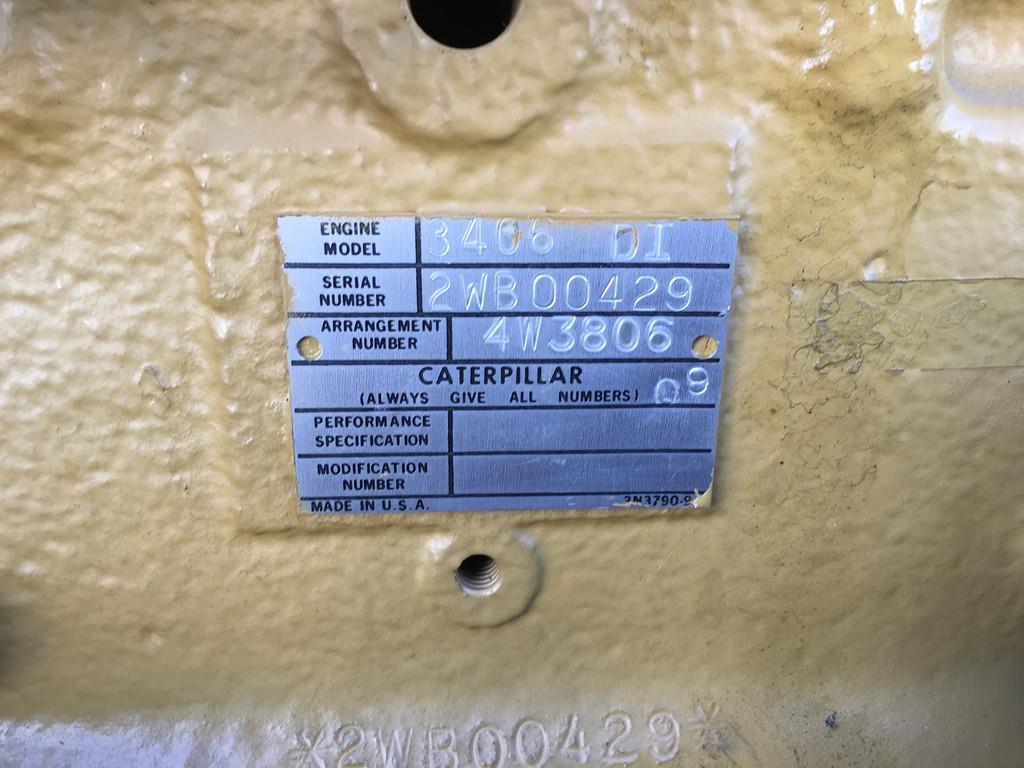 ENGINE MODEL 3406 DI
SERIAL NUMBER 2WB00429
ARRANGEMENT NUMBER 4W3806
CATERPILLAR
(ALWAYS GIVE ALL NUMBERS) Q9
PERFORMANCE SPECIFICATION
MODIFICATION NUMBER
MADE IN U.S.A.
*2WB00429*